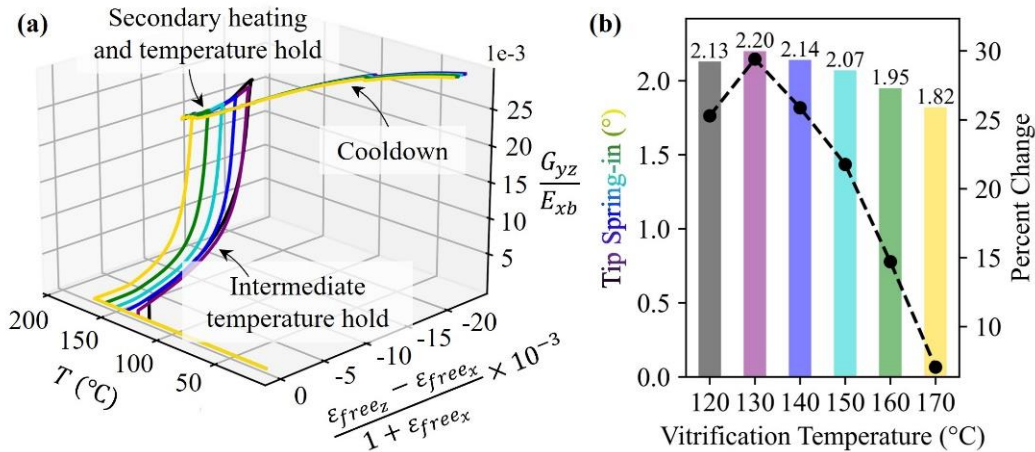 (a)
Secondary heating
and temperature hold
1e-3
25
20
15
10
5
G_yz
E_xb
Cooldown
Intermediate
temperature hold
200
150
100
50
T (°C)
0
-5
-10
-15
-20
ε_free_z − ε_free_x
1 + ε_free_x
× 10⁻³
(b)
2.13
2.20
2.14
2.07
1.95
1.82
2.0
1.5
1.0
0.5
0.0
Tip Spring-in (°)
30
25
20
15
10
Percent Change
120 130 140 150 160 170
Vitrification Temperature (°C)